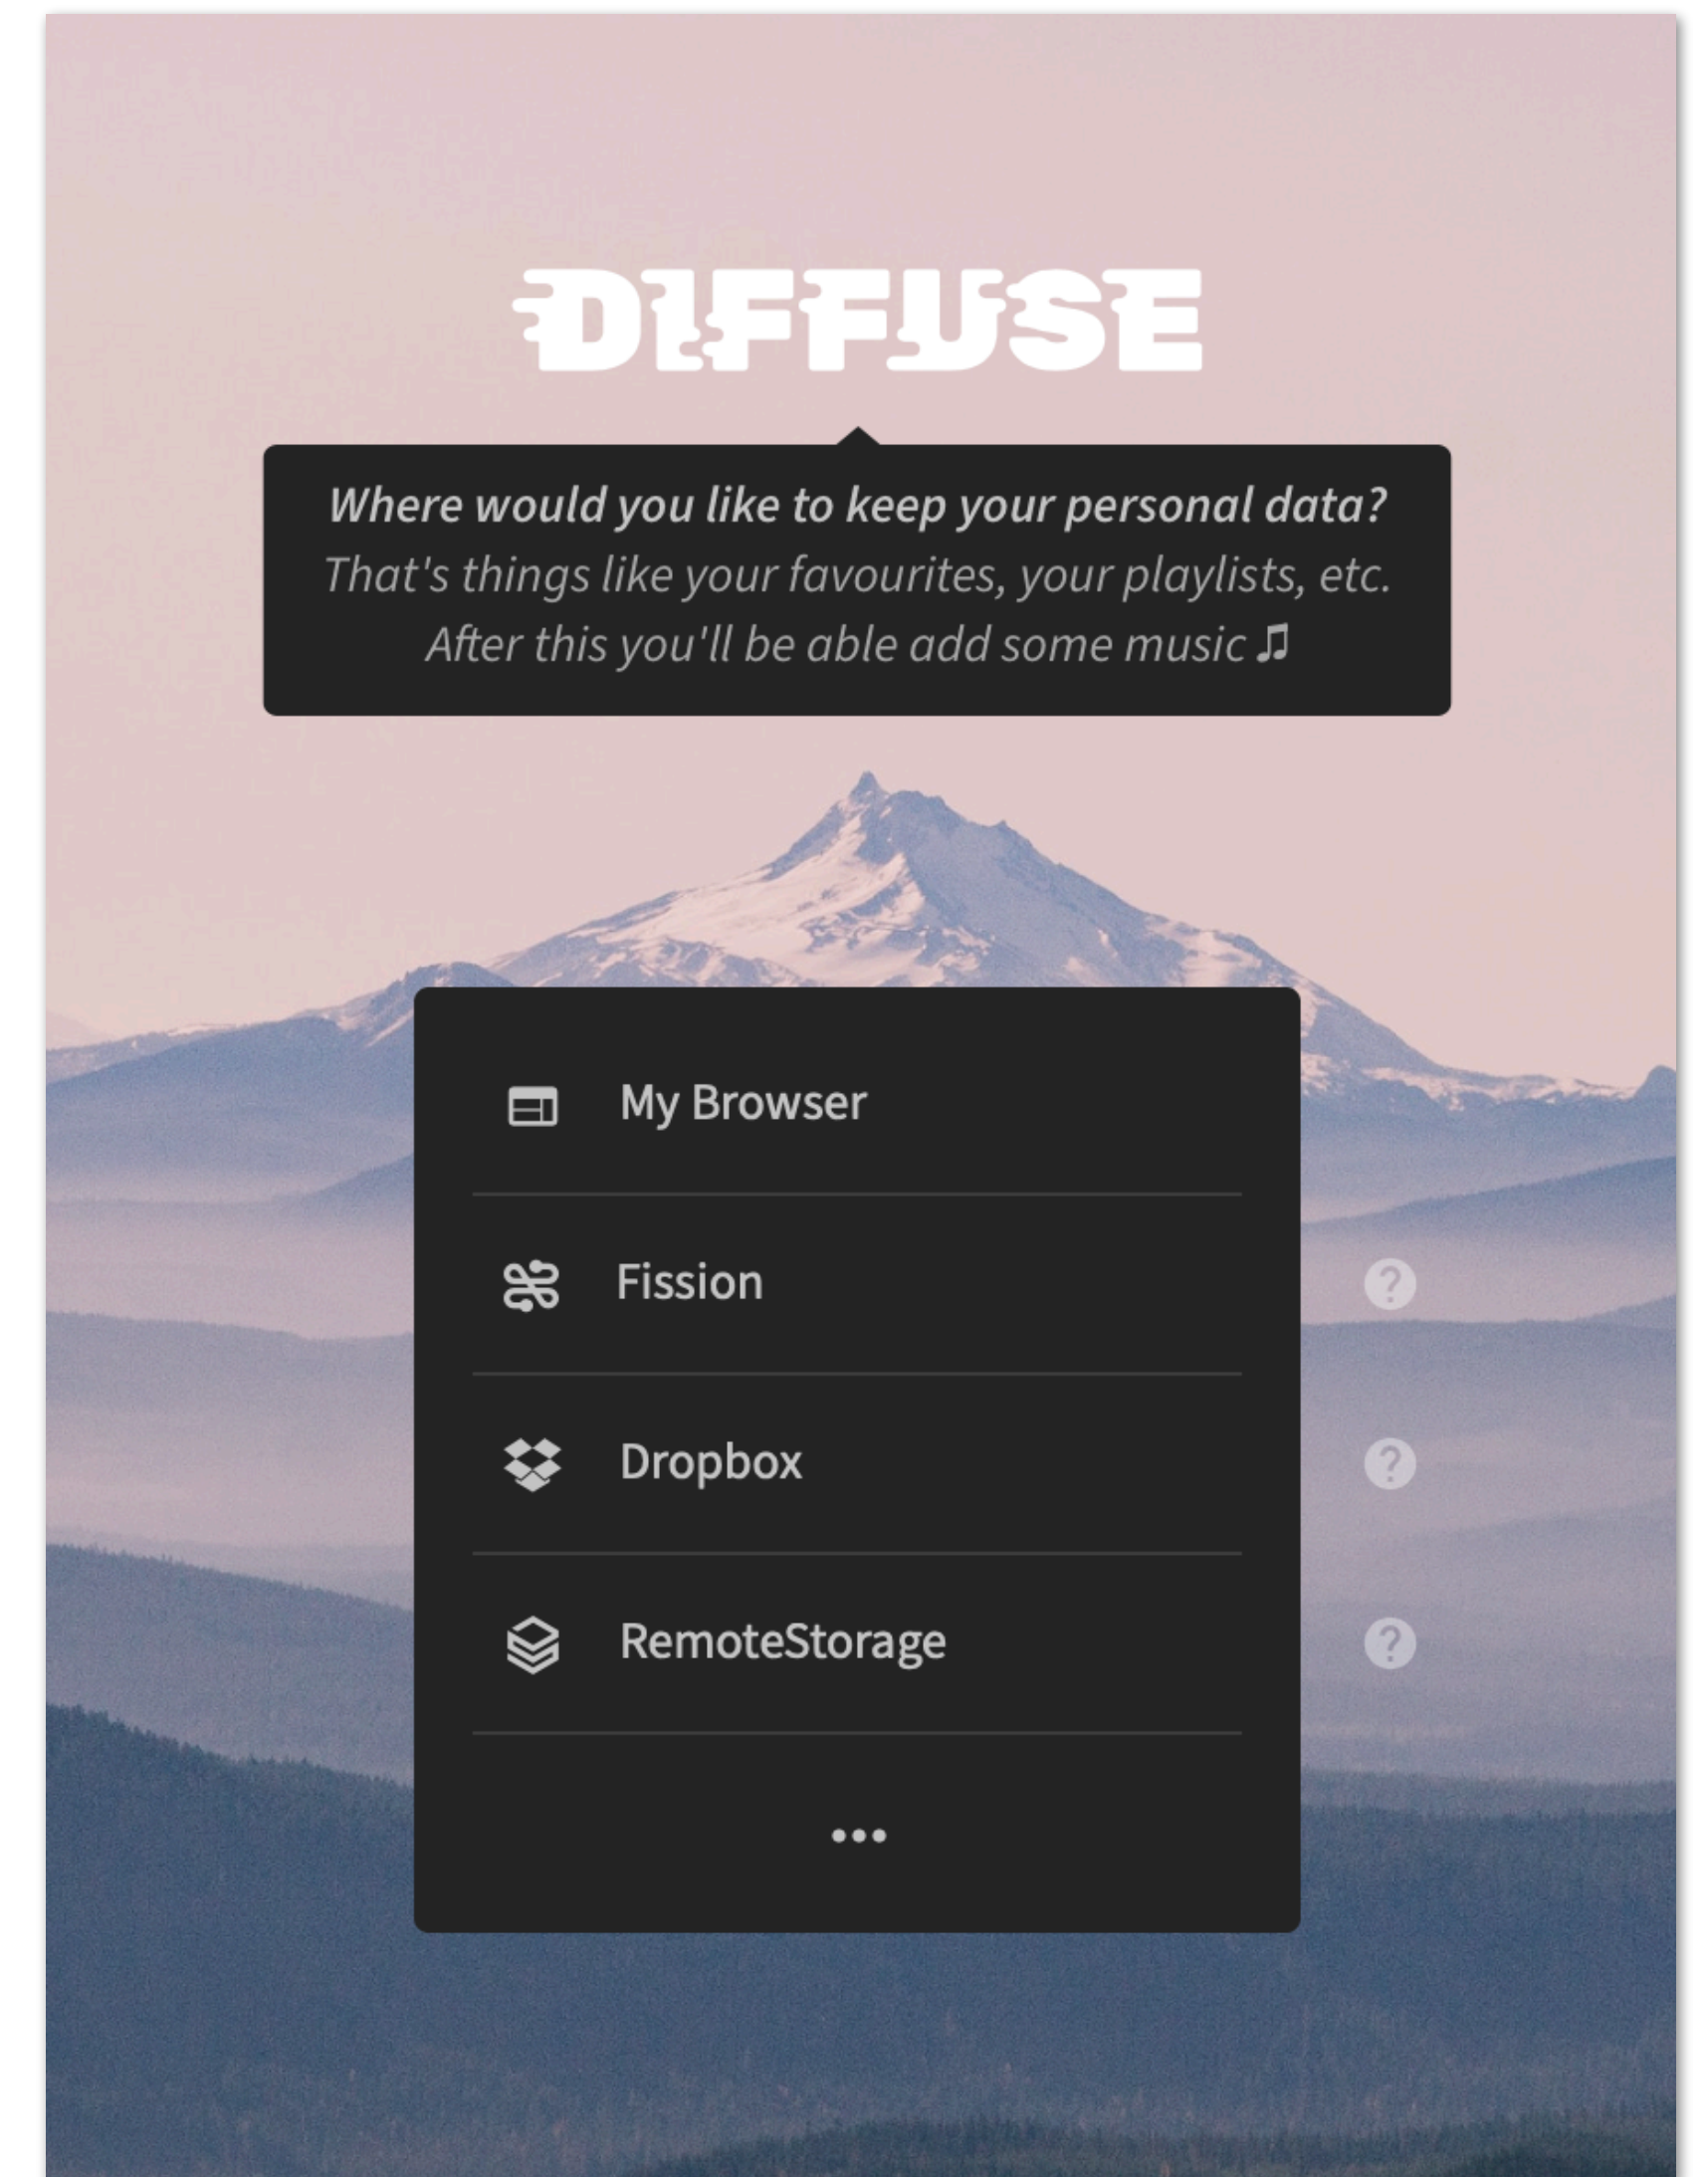 DIFFUSE
Where would you like to keep your personal data?
That's things like your favourites, your playlists, etc.
After this you'll be able add some music ♫
My Browser
Fission
?
Dropbox
?
RemoteStorage
?
•••